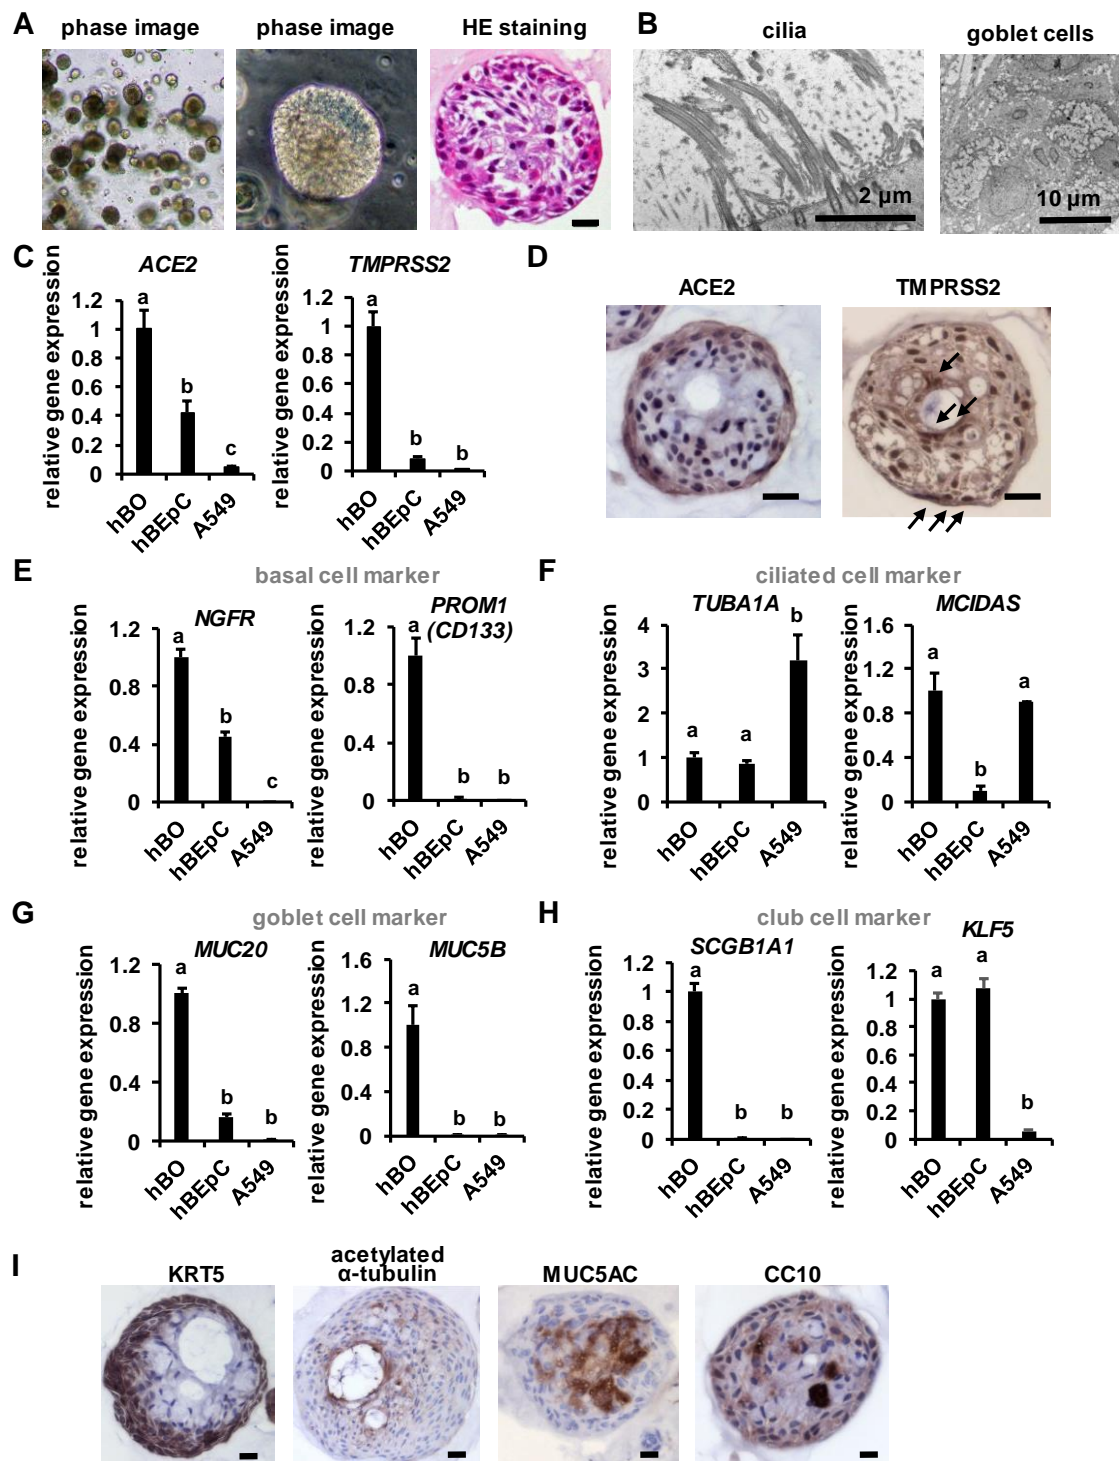 A
phase image
phase image
HE staining
B
cilia
2 µm
goblet cells
10 µm
C
relative gene expression
ACE2
1.2
1
0.8
0.6
0.4
0.2
0
a
b
c
hBO
hBEpC
A549
relative gene expression
TMPRSS2
1.2
1
0.8
0.6
0.4
0.2
0
a
b
b
hBO
hBEpC
A549
D
ACE2
TMPRSS2
E
basal cell marker
relative gene expression
NGFR
1.2
0.8
0.4
0
a
b
c
hBO
hBEpC
A549
relative gene expression
PROM1
(CD133)
1.2
0.8
0.4
0
a
b
b
hBO
hBEpC
A549
F
ciliated cell marker
relative gene expression
TUBA1A
4
3
2
1
0
a
a
b
hBO
hBEpC
A549
relative gene expression
MCIDAS
1.6
1.2
0.8
0.4
0
a
b
a
hBO
hBEpC
A549
G
goblet cell marker
relative gene expression
MUC20
1.2
0.8
0.4
0
a
b
b
hBO
hBEpC
A549
relative gene expression
MUC5B
1.6
1.2
0.8
0.4
0
a
b
b
hBO
hBEpC
A549
H
club cell marker
relative gene expression
SCGB1A1
1.2
1
0.8
0.6
0.4
0.2
0
a
b
b
hBO
hBEpC
A549
relative gene expression
KLF5
1.2
1
0.8
0.6
0.4
0.2
0
a
a
b
hBO
hBEpC
A549
I
KRT5
acetylated
α-tubulin
MUC5AC
CC10